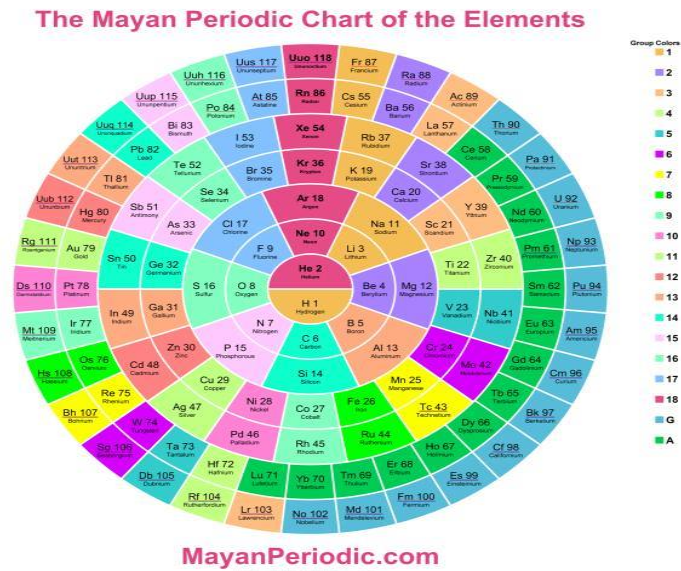 The Mayan Periodic Chart of the Elements
Group Colors
1
2
3
4
5
6
7
8
9
10
11
12
13
14
15
16
17
18
G
A
H 1
Hydrogen
He 2
Helium
Li 3
Lithium
Be 4
Beryllium
B 5
Boron
C 6
Carbon
N 7
Nitrogen
O 8
Oxygen
F 9
Fluorine
Ne 10
Neon
Na 11
Sodium
Mg 12
Magnesium
Al 13
Aluminum
Si 14
Silicon
P 15
Phosphorous
S 16
Sulfur
Cl 17
Chlorine
Ar 18
Argon
K 19
Potassium
Ca 20
Calcium
Sc 21
Scandium
Ti 22
Titanium
V 23
Vanadium
Cr 24
Chromium
Mn 25
Manganese
Fe 26
Iron
Co 27
Cobalt
Ni 28
Nickel
Cu 29
Copper
Zn 30
Zinc
Ga 31
Gallium
Ge 32
Germanium
As 33
Arsenic
Se 34
Selenium
Br 35
Bromine
Kr 36
Krypton
Rb 37
Rubidium
Sr 38
Strontium
Y 39
Yttrium
Zr 40
Zirconium
Nb 41
Niobium
Mo 42
Tc 43
Technetium
Ru 44
Ruthenium
Rh 45
Rhodium
Pd 46
Palladium
Ag 47
Silver
Cd 48
Cadmium
In 49
Indium
Sn 50
Tin
Sb 51
Antimony
Te 52
Tellurium
I 53
Iodine
Xe 54
Xenon
Cs 55
Cesium
Ba 56
Barium
La 57
Lanthanum
Ce 58
Cerium
Pr 59
Nd 60
Neodymium
Pm 61
Promethium
Sm 62
Samarium
Eu 63
Europium
Gd 64
Gadolinium
Tb 65
Terbium
Dy 66
Dysprosium
Ho 67
Holmium
Er 68
Erbium
Tm 69
Thulium
Yb 70
Ytterbium
Lu 71
Lutetium
Hf 72
Hafnium
Ta 73
Tantalum
W 74
Tungsten
Re 75
Rhenium
Os 76
Osmium
Ir 77
Iridium
Pt 78
Platinum
Au 79
Gold
Hg 80
Mercury
Tl 81
Thallium
Pb 82
Lead
Bi 83
Bismuth
Po 84
Polonium
At 85
Astatine
Rn 86
Radon
Fr 87
Francium
Ra 88
Radium
Ac 89
Actinium
Th 90
Thorium
Pa 91
U 92
Uranium
Np 93
Neptunium
Pu 94
Plutonium
Am 95
Americium
Cm 96
Curium
Bk 97
Berkelium
Cf 98
Californium
Es 99
Einsteinium
Fm 100
Fermium
Md 101
Mendelevium
No 102
Nobelium
Lr 103
Lawrencium
Rf 104
Rutherfordium
Db 105
Dubnium
Sg 106
Bh 107
Bohrium
Hs 108
Hassium
Mt 109
Meitnerium
Ds 110
Rg 111
Uub 112
Ununbium
Uut 113
Ununtrium
Uuq 114
Uup 115
Ununpentium
Uuh 116
Ununhexium
Uus 117
Ununseptium
Uuo 118
MayanPeriodic.com